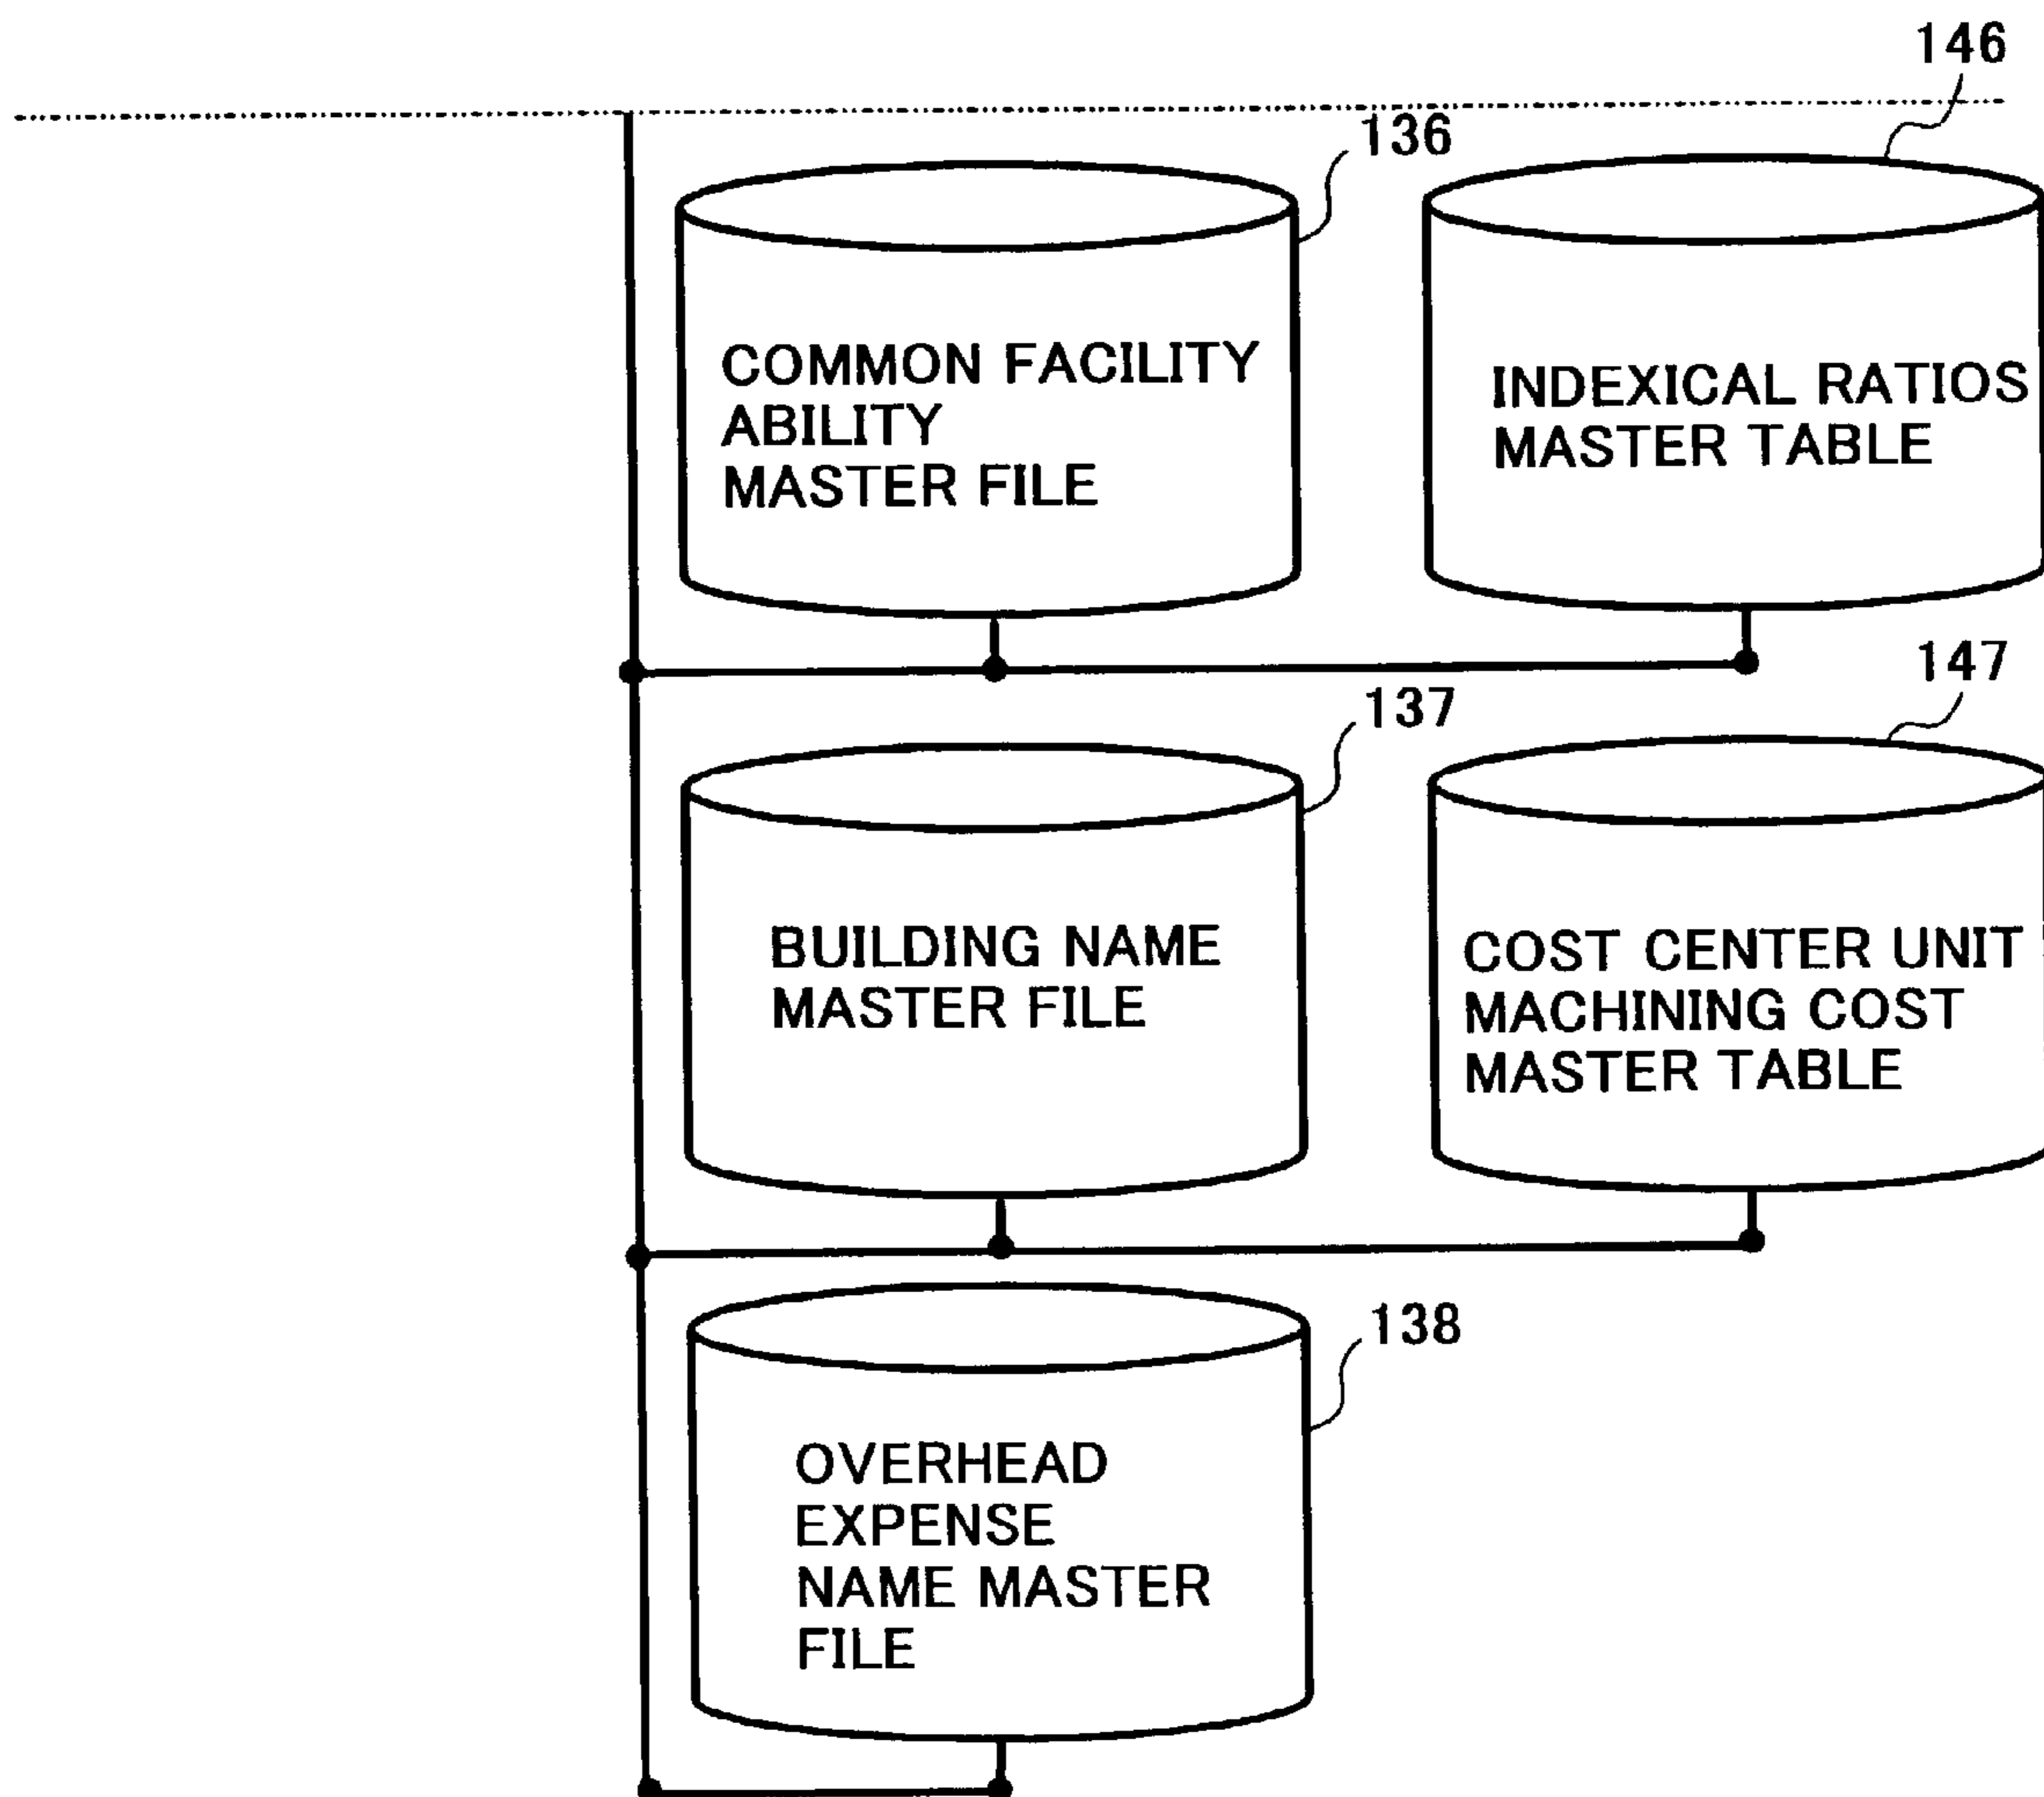 146
136
COMMON FACILITY
ABILITY
MASTER FILE
INDEXICAL RATIOS
MASTER TABLE
147
137
BUILDING NAME
MASTER FILE
COST CENTER UNIT
MACHINING COST
MASTER TABLE
138
OVERHEAD
EXPENSE
NAME MASTER
FILE